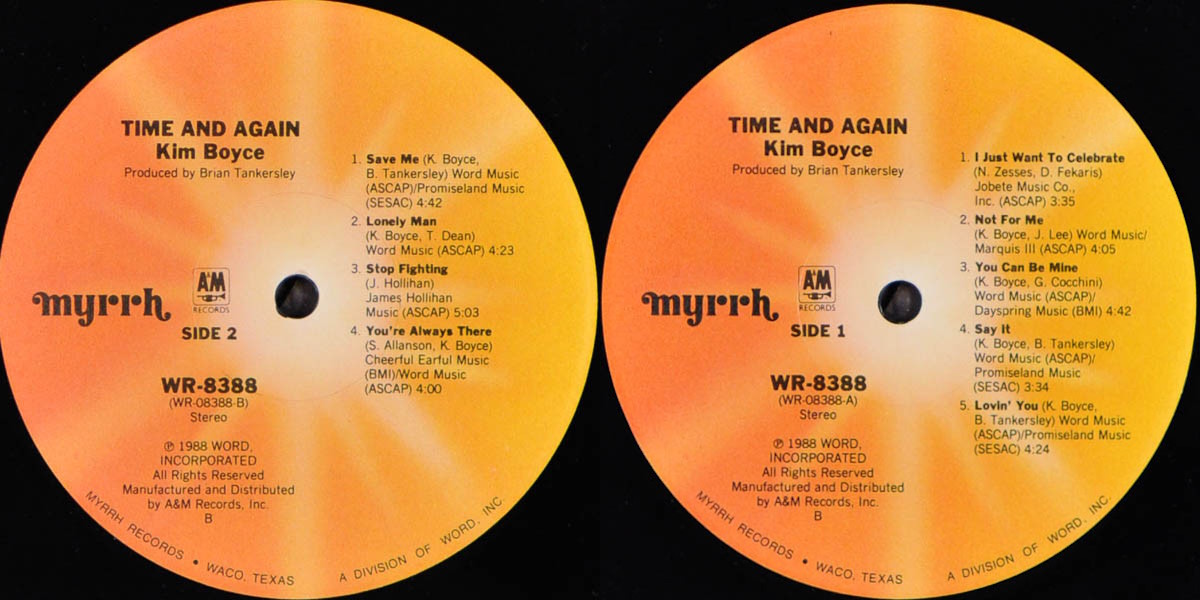 TIME AND AGAIN
Kim Boyce
Produced by Brian Tankersley
1. Save Me (K. Boyce,
B. Tankersley) Word Music
(ASCAP)/Promiseland Music
(SESAC) 4:42
2. Lonely Man
(K. Boyce, T. Dean)
Word Music (ASCAP) 4:23
3. Stop Fighting
(J. Hollihan)
James Hollihan
Music (ASCAP) 5:03
4. You're Always There
(S. Allanson, K. Boyce)
Cheerful Earful Music
(BMI)/Word Music
(ASCAP) 4:00
myrrh
A&M
RECORDS
SIDE 2
WR-8388
(WR-08388-B)
Stereo
℗ 1988 WORD,
INCORPORATED
All Rights Reserved
Manufactured and Distributed
by A&M Records, Inc.
B
MYRRH RECORDS • WACO, TEXAS A DIVISION OF WORD, INC.
TIME AND AGAIN
Kim Boyce
Produced by Brian Tankersley
1. I Just Want To Celebrate
(N. Zesses, D. Fekaris)
Jobete Music Co.,
Inc. (ASCAP) 3:35
2. Not For Me
(K. Boyce, J. Lee) Word Music/
Marquis III (ASCAP) 4:05
3. You Can Be Mine
(K. Boyce, G. Cocchini)
Word Music (ASCAP)/
Dayspring Music (BMI) 4:42
4. Say It
(K. Boyce, B. Tankersley)
Word Music (ASCAP)/
Promiseland Music
(SESAC) 3:34
5. Lovin' You (K. Boyce,
B. Tankersley) Word Music
(ASCAP)/Promiseland Music
(SESAC) 4:24
myrrh
A&M
RECORDS
SIDE 1
WR-8388
(WR-08388-A)
Stereo
℗ 1988 WORD,
INCORPORATED
All Rights Reserved
Manufactured and Distributed
by A&M Records, Inc.
B
MYRRH RECORDS • WACO, TEXAS A DIVISION OF WORD, INC.